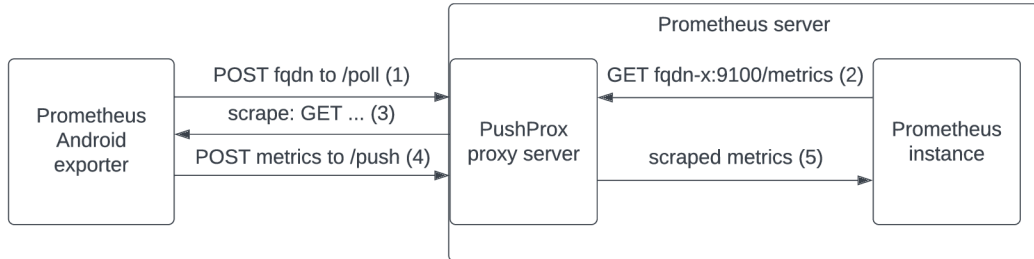 Prometheus server
POST fqdn to /poll (1)
GET fqdn-x:9100/metrics (2)
scrape: GET ... (3)
Prometheus
Android
exporter
PushProx
proxy server
Prometheus
instance
POST metrics to /push (4)
scraped metrics (5)